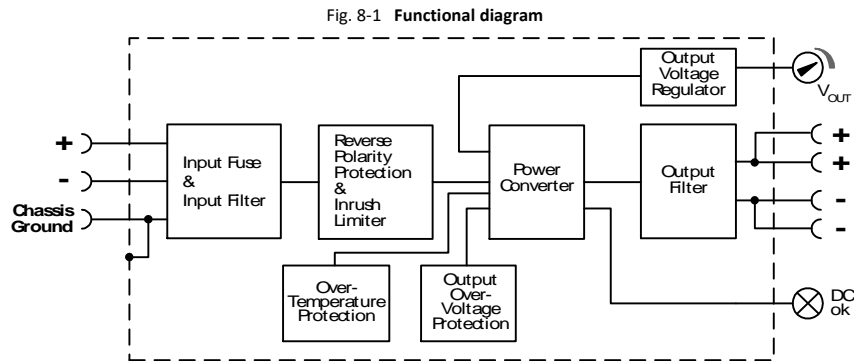 Fig. 8-1 Functional diagram
Output
Voltage
Regulator
V_OUT
+
-
Chassis
Ground
Input Fuse
&
Input Filter
Reverse
Polarity
Protection
&
Inrush
Limiter
Power
Converter
Output
Filter
+
+
-
-
Over-
Temperature
Protection
Output
Over-
Voltage
Protection
DC
ok